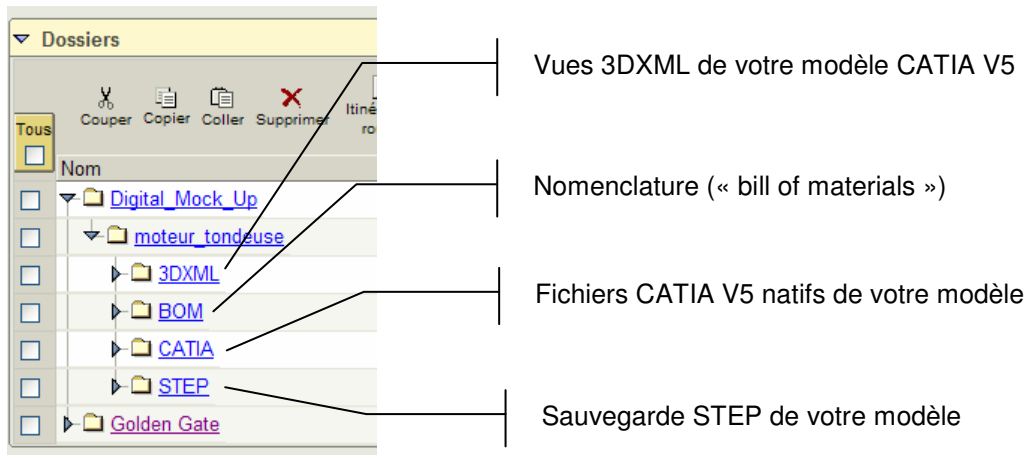 Dossiers
Vues 3DXML de votre modèle CATIA V5
Couper Copier Coller Supprimer
Tous
Nom
Digital_Mock_Up
Nomenclature (« bill of materials »)
moteur_tondeuse
3DXML
Fichiers CATIA V5 natifs de votre modèle
BOM
CATIA
STEP
Sauvegarde STEP de votre modèle
Golden Gate